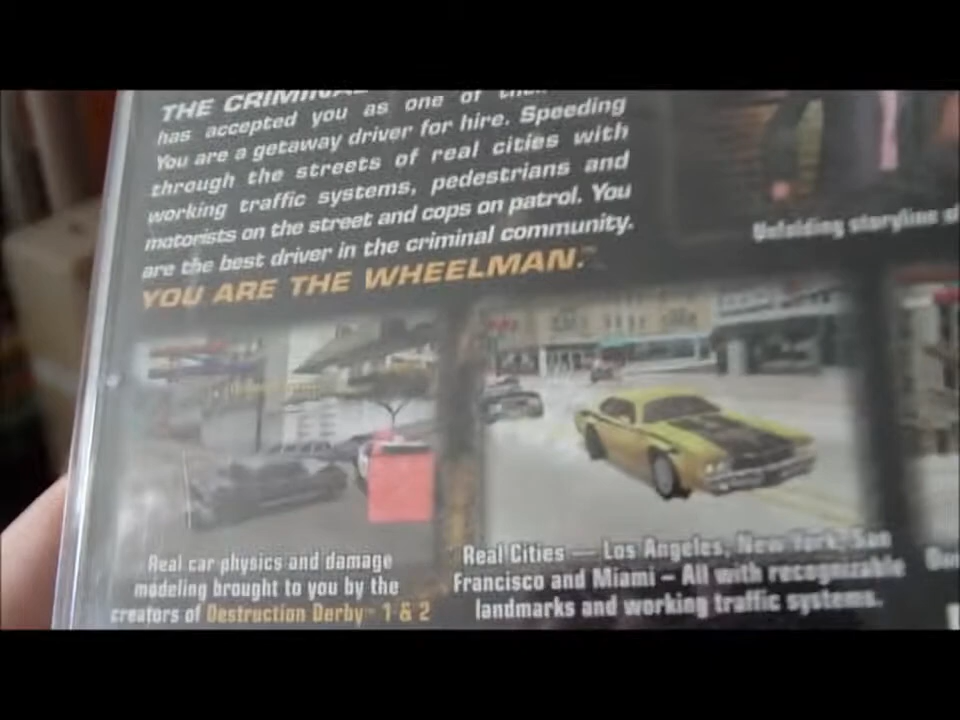 THE CRIMINAL
has accepted you as one of
You are a getaway driver for hire. Speeding
through the streets of real cities with
working traffic systems, pedestrians and
motorists on the street and cops on patrol. You
are the best driver in the criminal community.
YOU ARE THE WHEELMAN.™
Unfolding storyline
Real car physics and damage
modeling brought to you by the
creators of Destruction Derby™ 1 & 2
Real Cities — Los Angeles, New York, San
Francisco and Miami – All with recognizable
landmarks and working traffic systems.